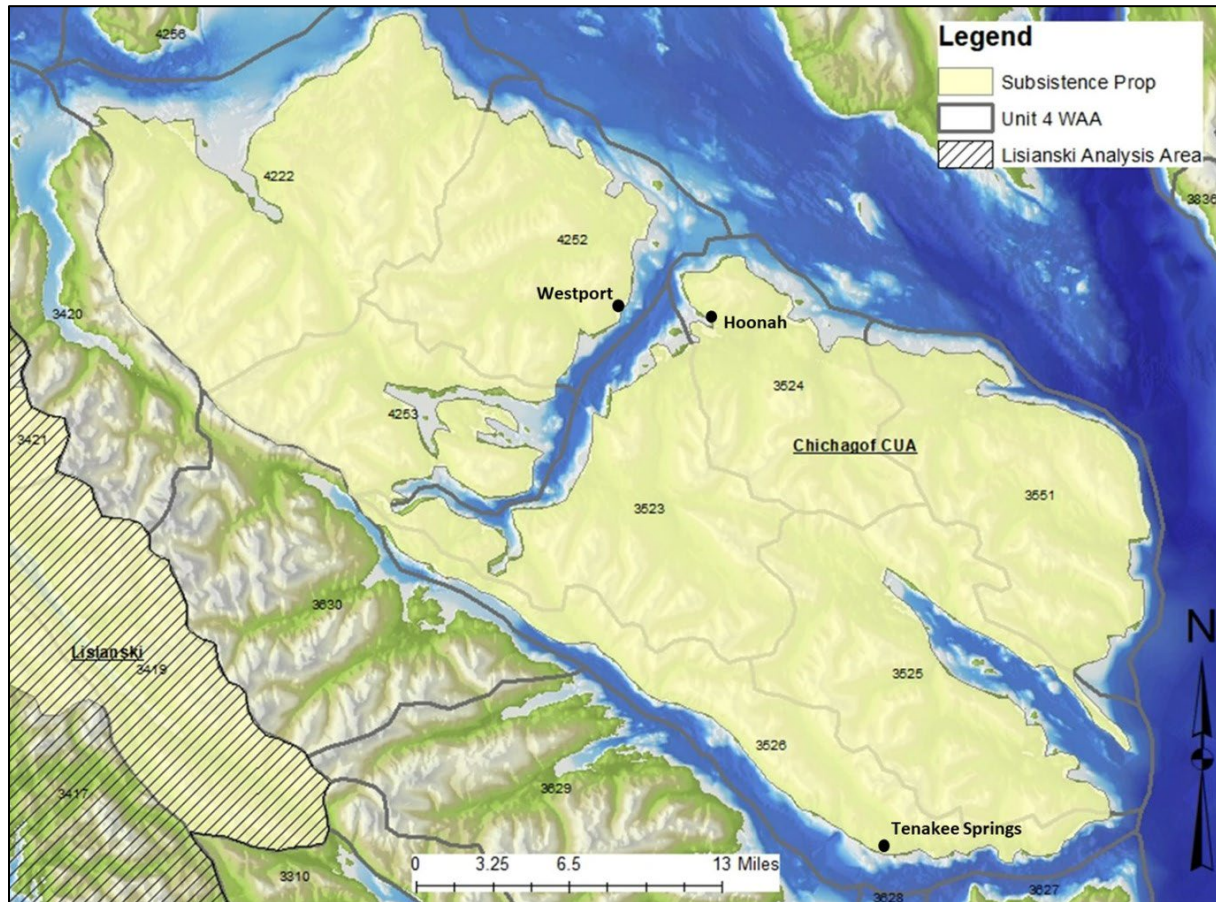 4256
Legend
Subsistence Prop
Unit 4 WAA
Lisianski Analysis Area
3836
4222
4252
Westport
Hoonah
3420
3524
4253
3421
Chichagof CUA
3551
3523
N
3630
Lisianski
3419
3525
3526
3629
3417
Tenakee Springs
0 3.25 6.5 13 Miles
3310
3628
3627